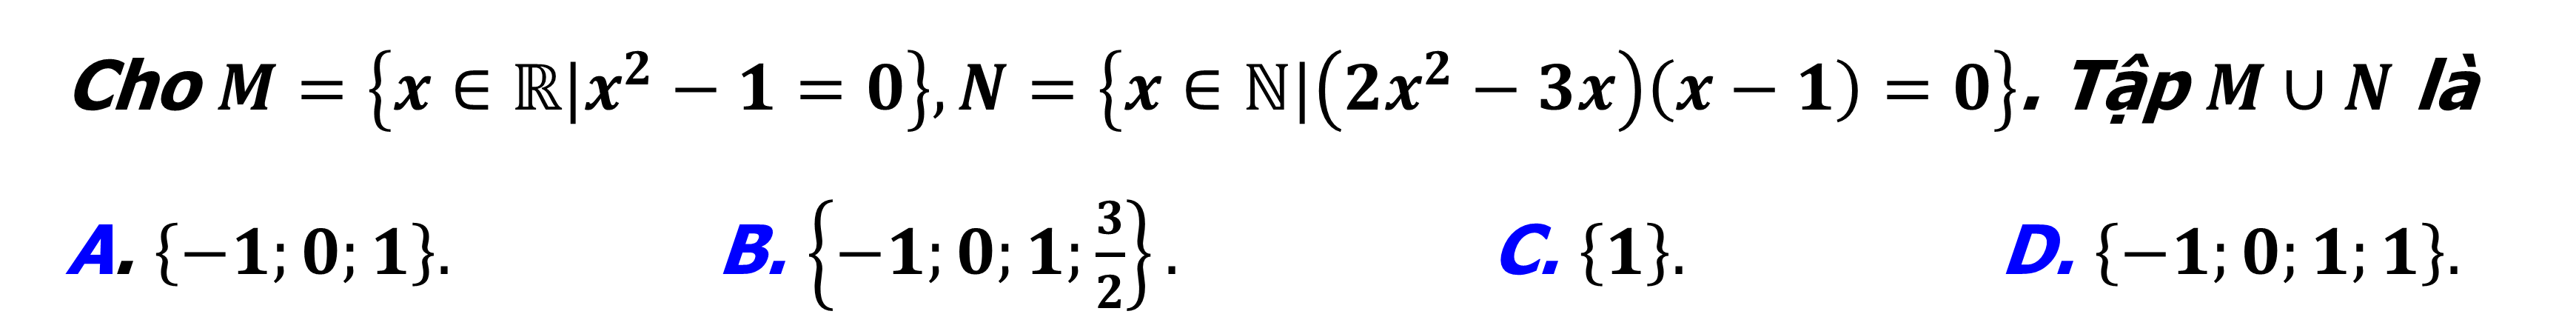 Cho M = {x ∈ ℝ|x² − 1 = 0}, N = {x ∈ ℕ|(2x² − 3x)(x − 1) = 0}. Tập M ∪ N là
A. {−1; 0; 1}. B. {−1; 0; 1; 3/2}. C. {1}. D. {−1; 0; 1; 1}.